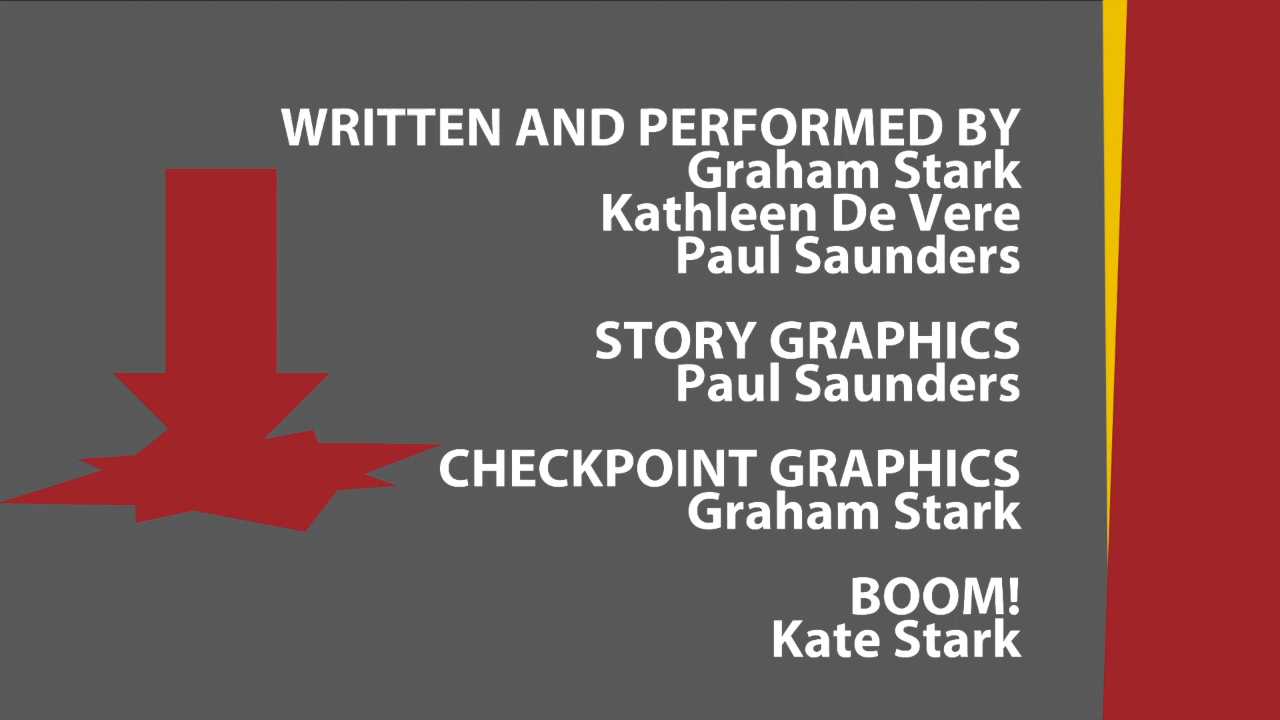 WRITTEN AND PERFORMED BY
Graham Stark
Kathleen De Vere
Paul Saunders
STORY GRAPHICS
Paul Saunders
CHECKPOINT GRAPHICS
Graham Stark
BOOM!
Kate Stark